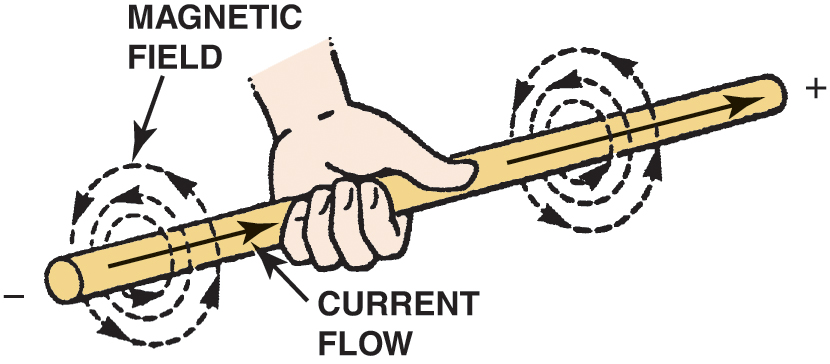 MAGNETIC
FIELD
+
–
CURRENT
FLOW